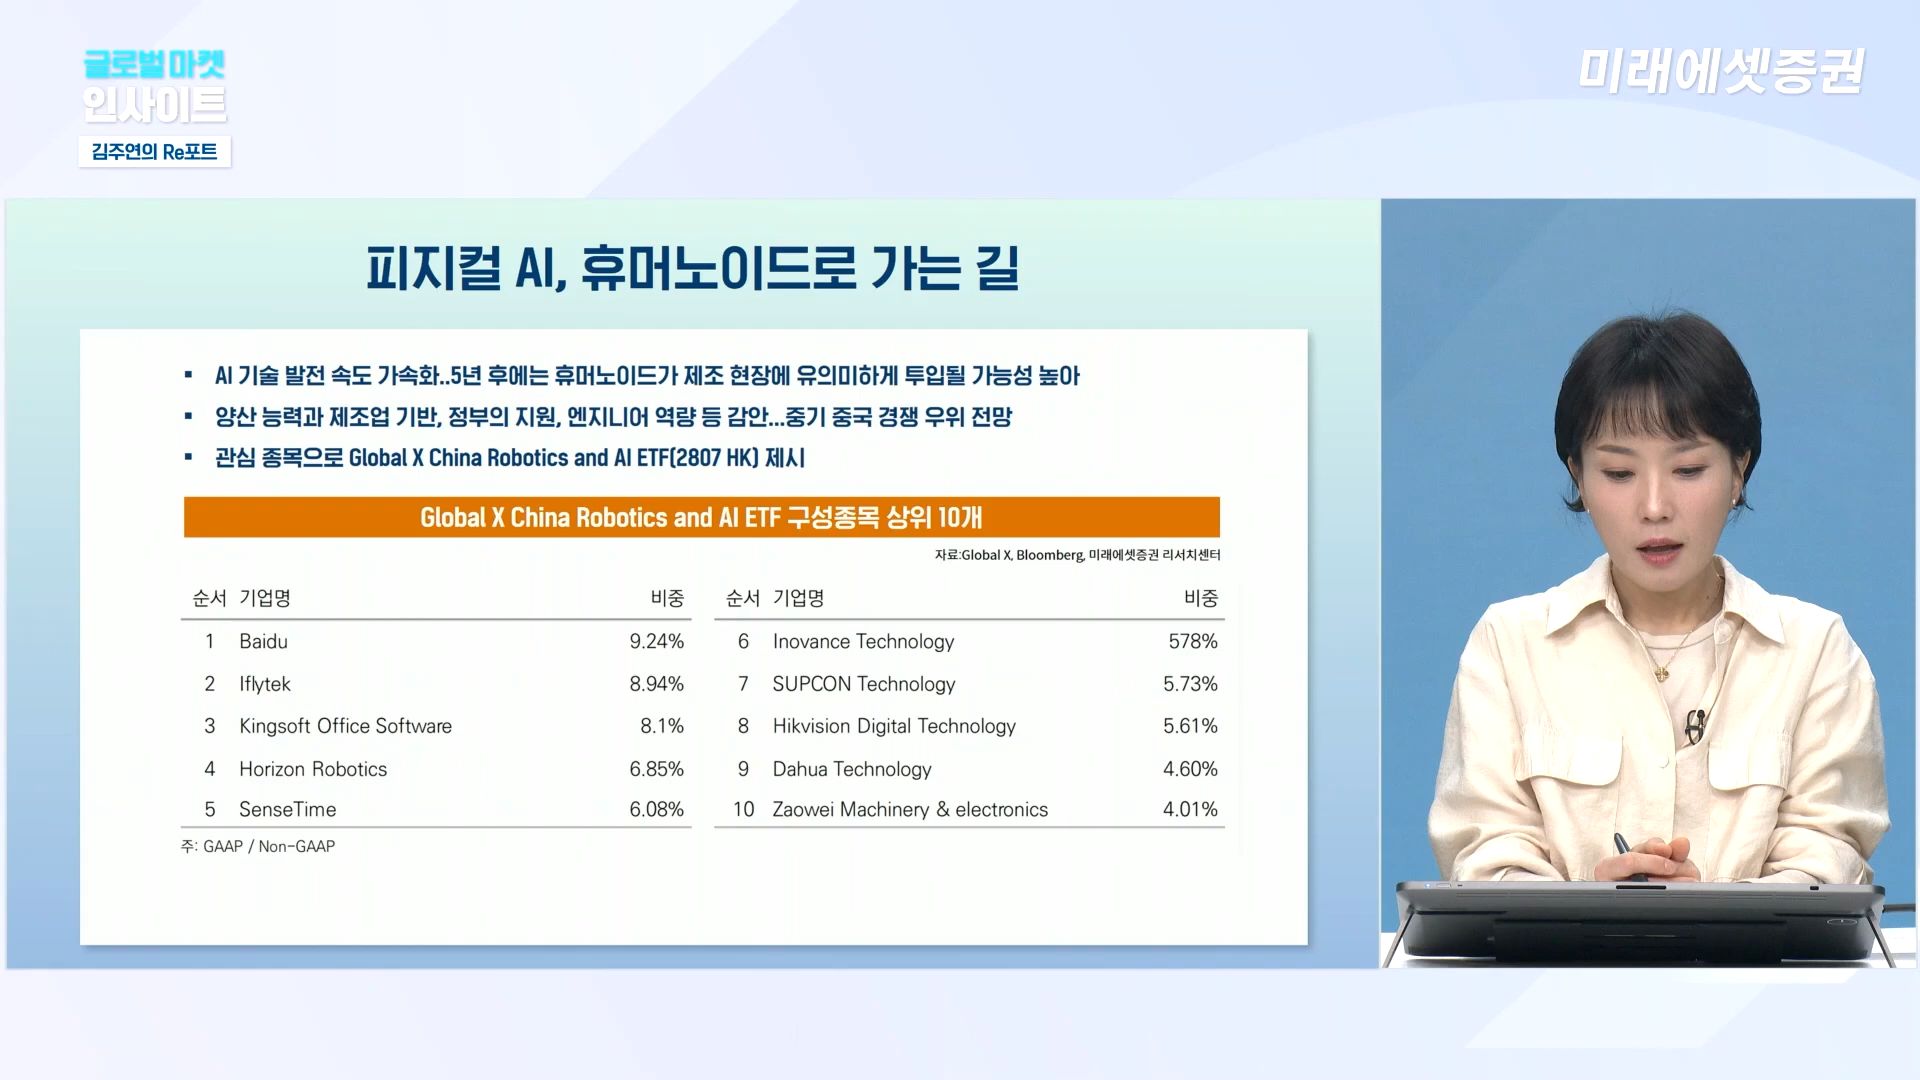 글로벌 마켓
인사이트
김주연의 Re포트
미래에셋증권
피지컬 AI, 휴머노이드로 가는 길
▪ AI 기술 발전 속도 가속화..5년 후에는 휴머노이드가 제조 현장에 유의미하게 투입될 가능성 높아
▪ 양산 능력과 제조업 기반, 정부의 지원, 엔지니어 역량 등 감안...중기 중국 경쟁 우위 전망
▪ 관심 종목으로 Global X China Robotics and AI ETF(2807 HK) 제시
Global X China Robotics and AI ETF 구성종목 상위 10개
자료:Global X, Bloomberg, 미래에셋증권 리서치센터
순서 기업명 비중
1 Baidu 9.24%
2 Iflytek 8.94%
3 Kingsoft Office Software 8.1%
4 Horizon Robotics 6.85%
5 SenseTime 6.08%
순서 기업명 비중
6 Inovance Technology 578%
7 SUPCON Technology 5.73%
8 Hikvision Digital Technology 5.61%
9 Dahua Technology 4.60%
10 Zaowei Machinery & electronics 4.01%
주: GAAP / Non-GAAP